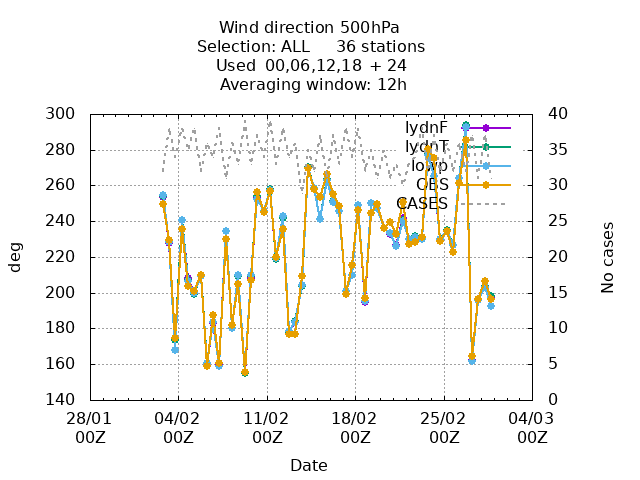 Wind direction 500hPa
Selection: ALL 36 stations
Used 00,06,12,18 + 24
Averaging window: 12h
300
280
260
240
220
200
180
160
140
deg
40
35
30
25
20
15
10
5
0
No cases
lydnF
lydnT
lowp
OBS
CASES
28/01 04/02 11/02 18/02 25/02 04/03
00Z 00Z 00Z 00Z 00Z 00Z
Date